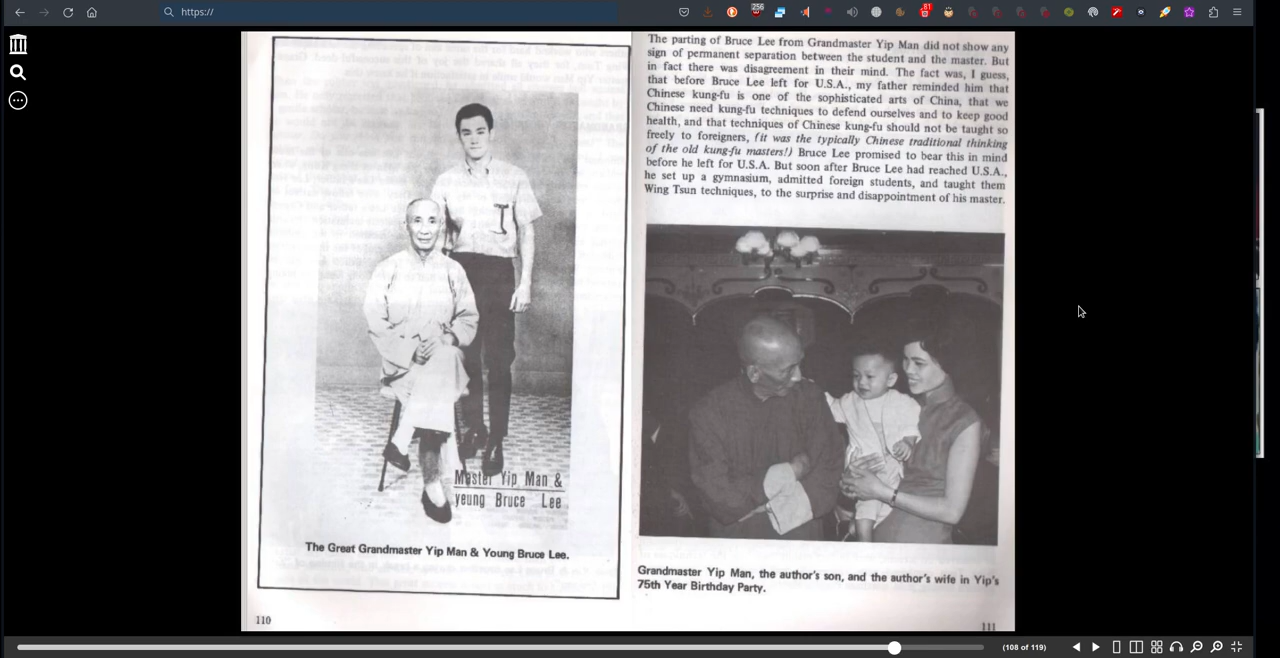 https://
256
81
Master Yip Man &
yeung Bruce Lee
The Great Grandmaster Yip Man & Young Bruce Lee.
110
The parting of Bruce Lee from Grandmaster Yip Man did not show any
sign of permanent separation between the student and the master. But
in fact there was disagreement in their mind. The fact was, I guess,
that before Bruce Lee left for U.S.A., my father reminded him that
Chinese kung-fu is one of the sophisticated arts of China, that we
Chinese need kung-fu techniques to defend ourselves and to keep good
health, and that techniques of Chinese kung-fu should not be taught so
freely to foreigners, (it was the typically Chinese traditional thinking
of the old kung-fu masters!) Bruce Lee promised to bear this in mind
before he left for U.S.A. But soon after Bruce Lee had reached U.S.A.,
he set up a gymnasium, admitted foreign students, and taught them
Wing Tsun techniques, to the surprise and disappointment of his master.
Grandmaster Yip Man, the author's son, and the author's wife in Yip's
75th Year Birthday Party.
111
(108 of 119)